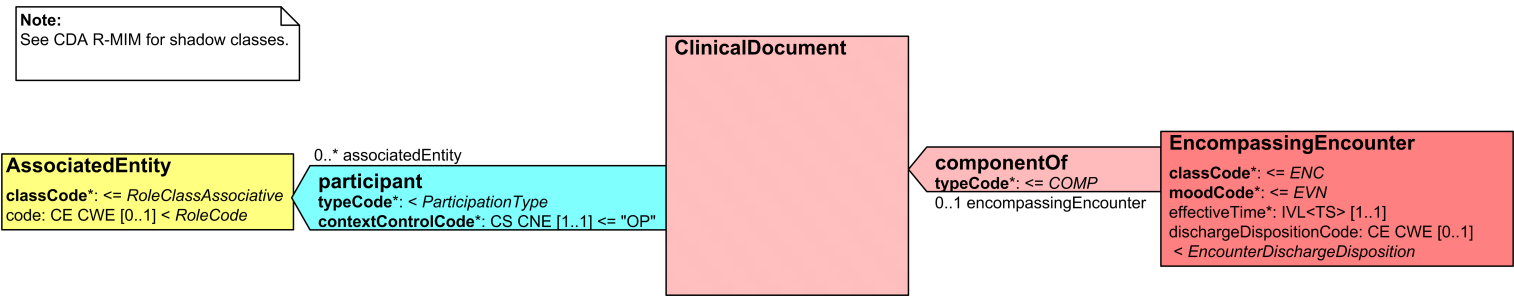 Note:
See CDA R-MIM for shadow classes.
ClinicalDocument
AssociatedEntity
classCode*: <= RoleClassAssociative
code: CE CWE [0..1] < RoleCode
0..* associatedEntity
participant
typeCode*: < ParticipationType
contextControlCode*: CS CNE [1..1] <= "OP"
componentOf
typeCode*: <= COMP
0..1 encompassingEncounter
EncompassingEncounter
classCode*: <= ENC
moodCode*: <= EVN
effectiveTime*: IVL<TS> [1..1]
dischargeDispositionCode: CE CWE [0..1]
< EncounterDischargeDisposition